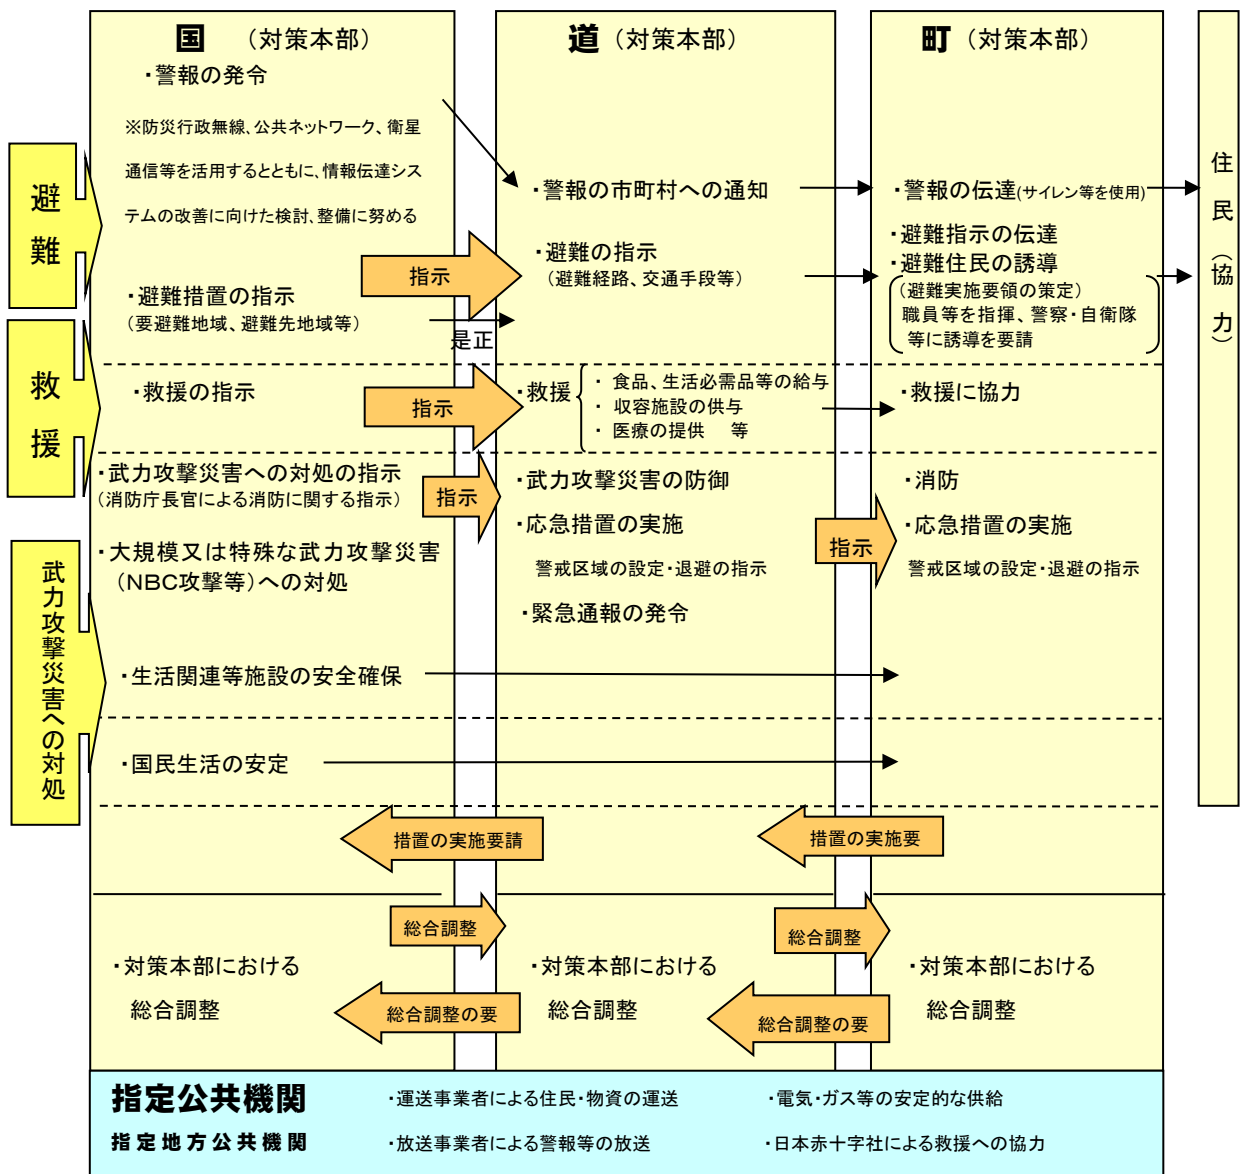 国 （対策本部）
・警報の発令
※防災行政無線、公共ネットワーク、衛星
通信等を活用するとともに、情報伝達シス
テムの改善に向けた検討、整備に努める
・避難措置の指示
（要避難地域、避難先地域等）
道（対策本部）
・警報の市町村への通知
・避難の指示
（避難経路、交通手段等）
町（対策本部）
・警報の伝達(サイレン等を使用)
・避難指示の伝達
・避難住民の誘導
（避難実施要領の策定）
職員等を指揮、警察・自衛隊
等に誘導を要請
住民（協力）
避難
指示
是正
救援
・救援の指示
指示
・救援
・ 食品、生活必需品等の給与
・ 収容施設の供与
・ 医療の提供 等
・救援に協力
武力攻撃災害への対処
・武力攻撃災害への対処の指示
（消防庁長官による消防に関する指示）
・大規模又は特殊な武力攻撃災害
（NBC攻撃等）への対処
指示
・武力攻撃災害の防御
・応急措置の実施
警戒区域の設定・退避の指示
・緊急通報の発令
指示
・消防
・応急措置の実施
警戒区域の設定・退避の指示
・生活関連等施設の安全確保
・国民生活の安定
措置の実施要請
措置の実施要
総合調整
総合調整
・対策本部における
総合調整
・対策本部における
総合調整
・対策本部における
総合調整
総合調整の要
総合調整の要
指定公共機関
指定地方公共機関
・運送事業者による住民・物資の運送
・電気・ガス等の安定的な供給
・放送事業者による警報等の放送
・日本赤十字社による救援への協力